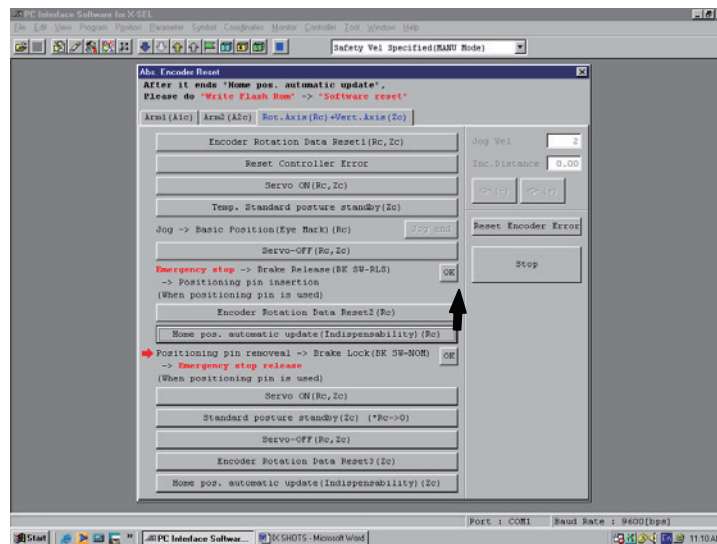 PC Interface Software for X-SEL
File Edit View Program Position Parameter Symbol Coordinates Monitor Controller Tool Window Help
Safety Vel Specified(MANU Mode)
Abs. Encoder Reset
After it ends "Home pos. automatic update",
Please do "Write Flash Rom" -> "Software reset"
Arm1(A1c) Arm2(A2c) Rot.Axis(Rc)+Vert.Axis(Zc)
Encoder Rotation Data Reset1(Rc,Zc)
Jog Vel 2
Reset Controller Error
Inc.Distance 0.00
Servo ON(Rc,Zc)
Temp. Standard posture standby(Zc)
Jog -> Basic Position(Eye Mark)(Rc) Jog end
Reset Encoder Error
Servo-OFF(Rc,Zc)
Stop
Emergency stop -> Brake Release(BK SW-RLS) OK
-> Positioning pin insertion
(When positioning pin is used)
Encoder Rotation Data Reset2(Rc)
Home pos. automatic update(Indispensability)(Rc)
Positioning pin removeal -> Brake Lock(BK SW-NOM) OK
-> Emergency stop release
(When positioning pin is used)
Servo ON(Rc,Zc)
Standard posture standby(Zc) (*Rc->0)
Servo-OFF(Rc,Zc)
Encoder Rotation Data Reset3(Zc)
Home pos. automatic update(Indispensability)(Zc)
Port : COM1 Baud Rate : 9600[bps]
Start PC Interface Softwar... IX SHOTS - Microsoft Word 11:10 AM